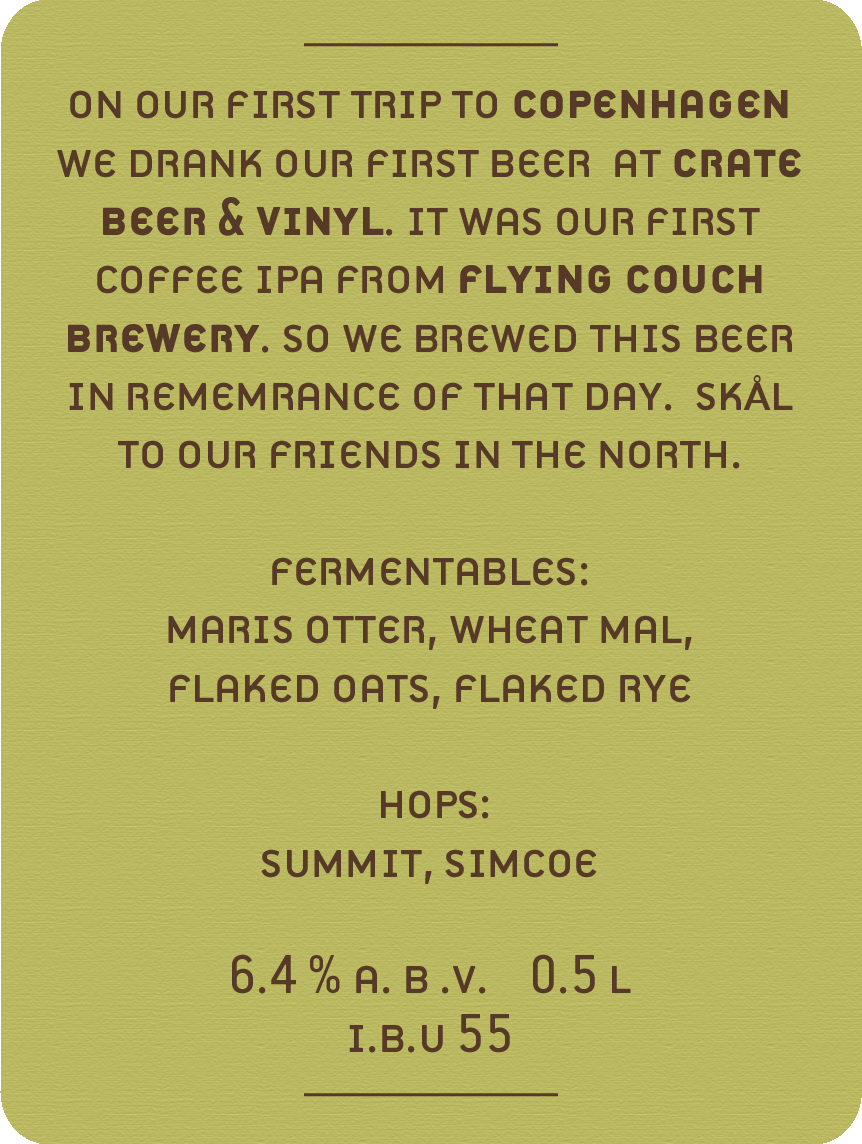 ON OUR FIRST TRIP TO COPENHAGEN
WE DRANK OUR FIRST BEER AT CRATE
BEER & VINYL. IT WAS OUR FIRST
COFFEE IPA FROM FLYING COUCH
BREWERY. SO WE BREWED THIS BEER
IN REMEMRANCE OF THAT DAY. SKÅL
TO OUR FRIENDS IN THE NORTH.
FERMENTABLES:
MARIS OTTER, WHEAT MAL,
FLAKED OATS, FLAKED RYE
HOPS:
SUMMIT, SIMCOE
6.4 % A. B .V. 0.5 L
I.B.U 55